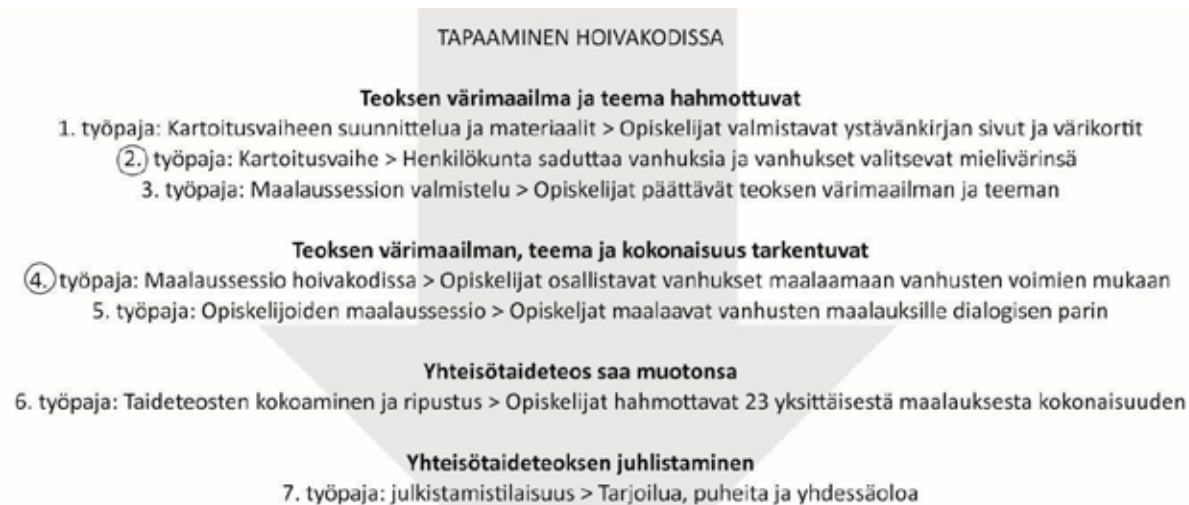 TAPAAMINEN HOIVAKODISSA
Teoksen värimaailma ja teema hahmottuvat
1. työpaja: Kartoitusvaiheen suunnittelua ja materiaalit > Opiskelijat valmistavat ystävänkirjan sivut ja värikortit
2. työpaja: Kartoitusvaihe > Henkilökunta saduttaa vanhuksia ja vanhukset valitsevat mielivärinsä
3. työpaja: Maalaussession valmistelu > Opiskelijat päättävät teoksen värimaailman ja teeman
Teoksen värimaailman, teema ja kokonaisuus tarkentuvat
4. työpaja: Maalaussessio hoivakodissa > Opiskelijat osallistavat vanhukset maalaamaan vanhusten voimien mukaan
5. työpaja: Opiskelijoiden maalaussessio > Opiskeljat maalaavat vanhusten maalauksille dialogisen parin
Yhteisötaideteos saa muotonsa
6. työpaja: Taideteosten kokoaminen ja ripustus > Opiskelijat hahmottavat 23 yksittäisestä maalauksesta kokonaisuuden
Yhteisötaideteoksen juhlistaminen
7. työpaja: julkistamistilaisuus > Tarjoilua, puheita ja yhdessäoloa